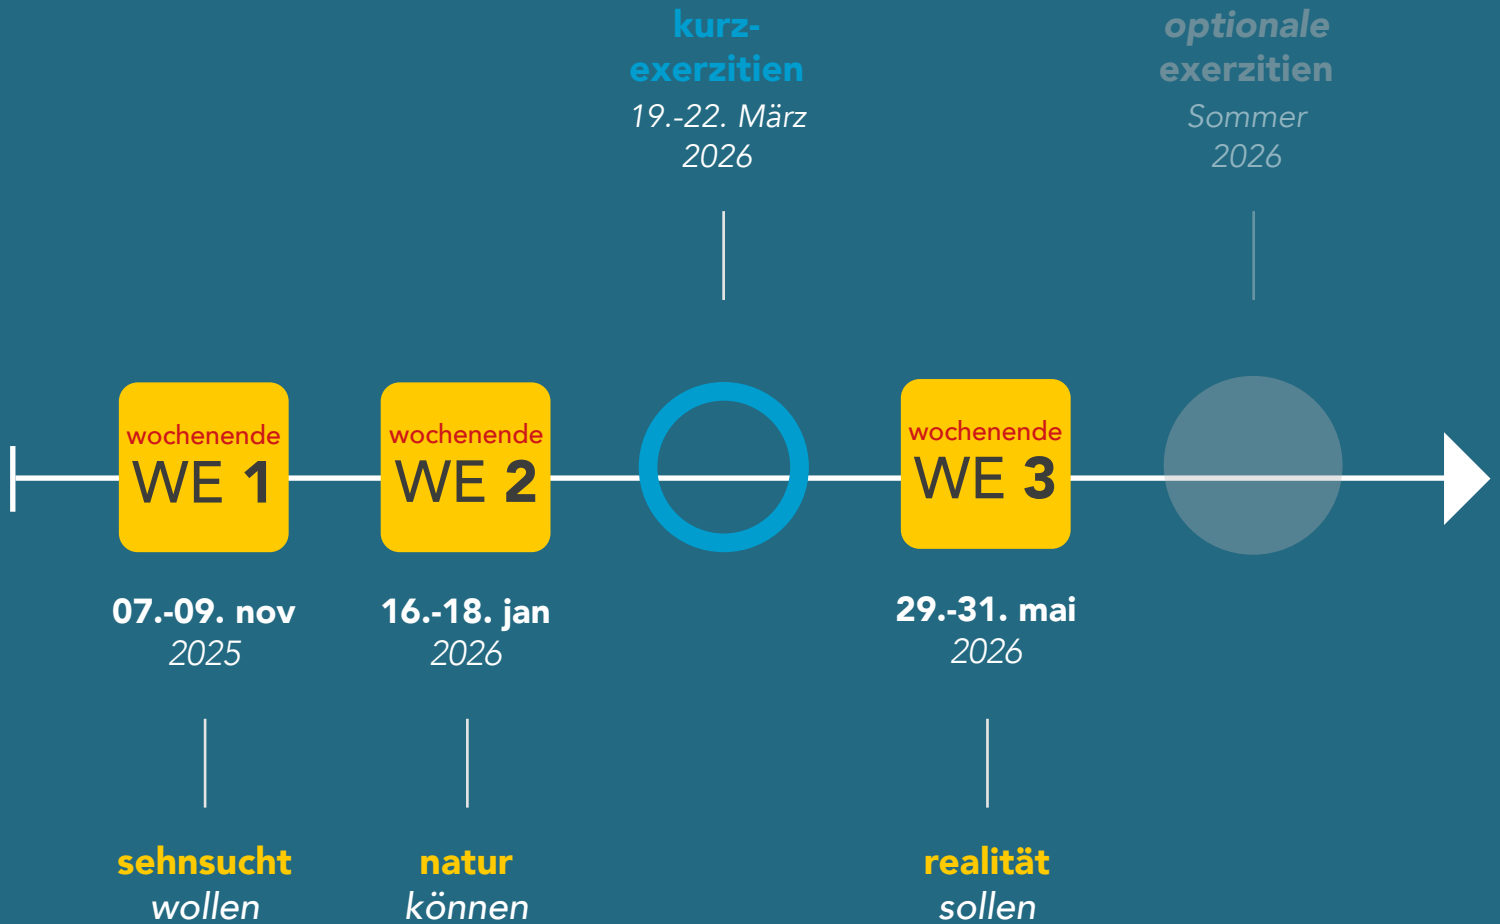 kurz-
exerzitien
19.-22. März
2026
optionale
exerzitien
Sommer
2026
wochenende
WE 1
wochenende
WE 2
wochenende
WE 3
07.-09. nov
2025
16.-18. jan
2026
29.-31. mai
2026
sehnsucht
wollen
natur
können
realität
sollen